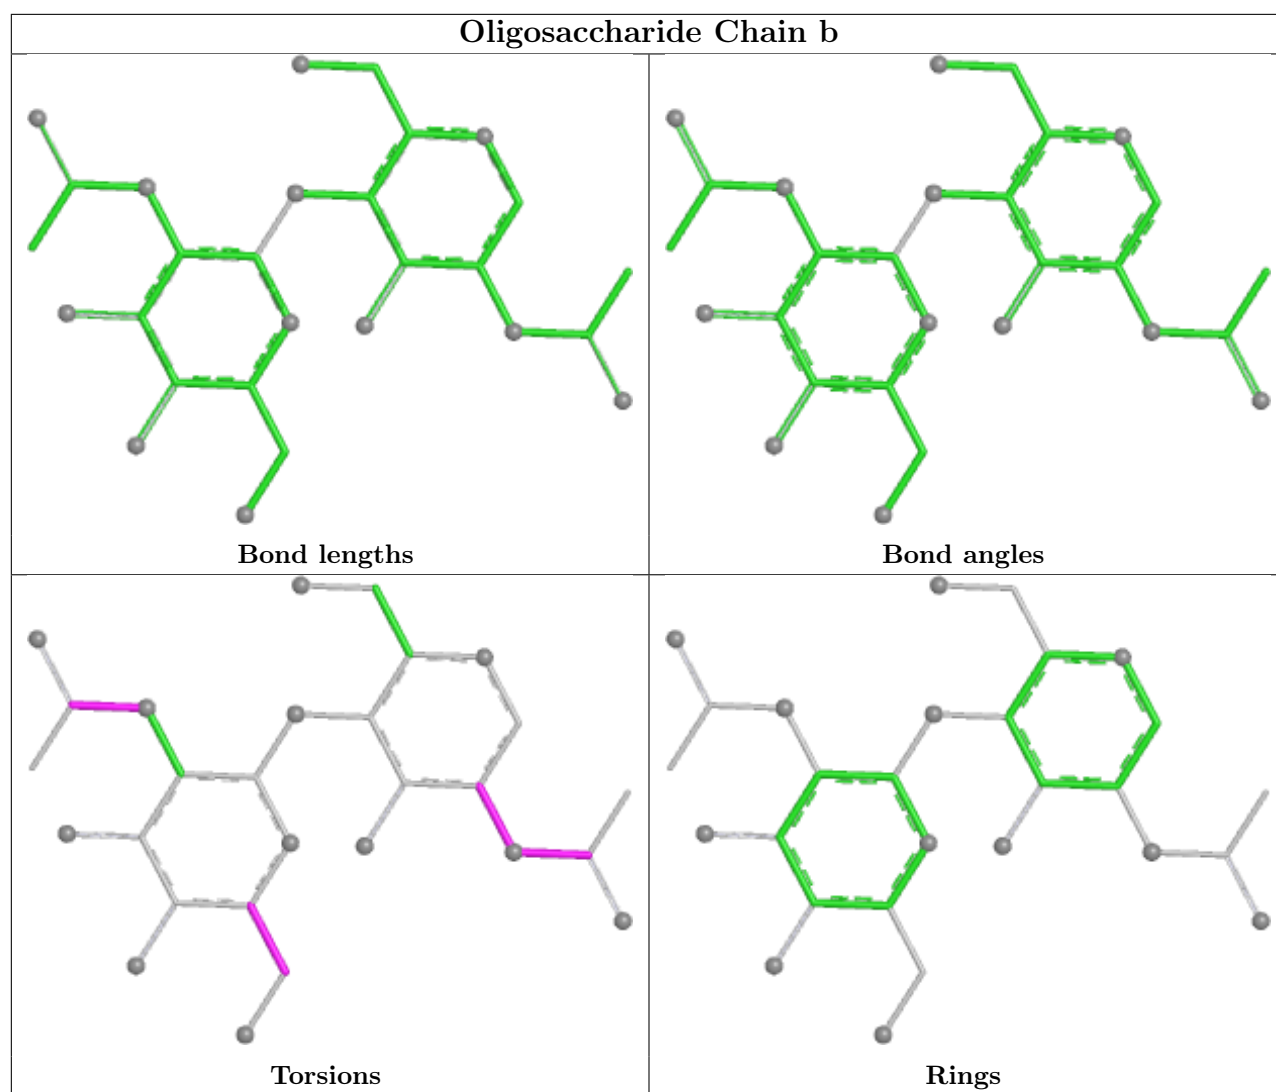 Oligosaccharide Chain b
Bond lengths
Bond angles
Torsions
Rings